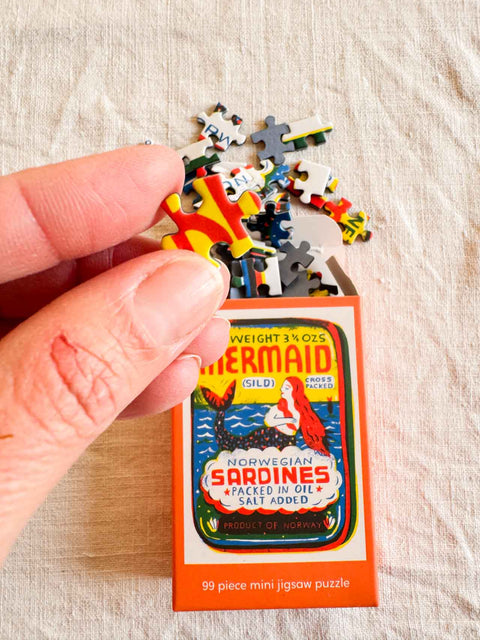 WEIGHT 3¾ OZS
MERMAID
(SILD)
CROSS
PACKED
NORWEGIAN
SARDINES
PACKED IN OIL
SALT ADDED
PRODUCT OF NORWAY
99 piece mini jigsaw puzzle